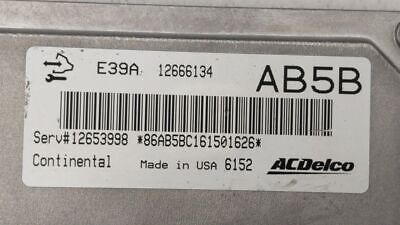 E39A 12666134 AB5B
Serv#12653998 *86AB5BC161501626*
Continental Made in USA 6152 ACDelco